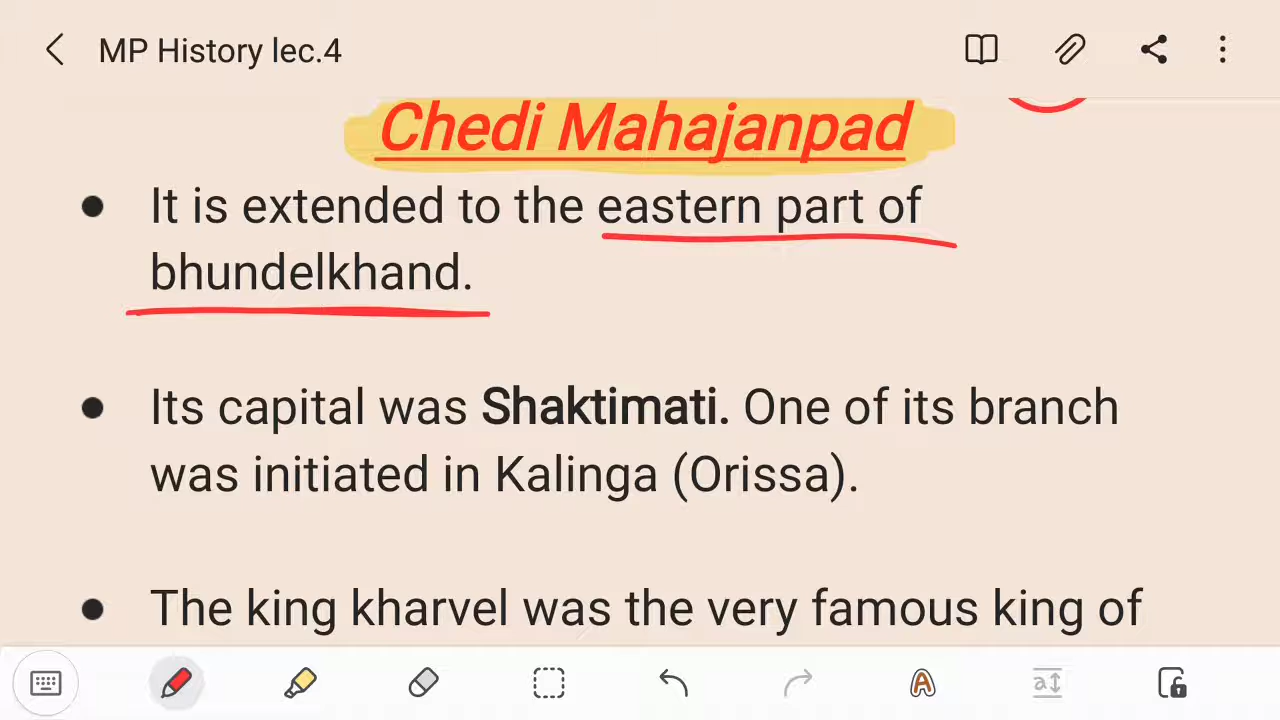 MP History lec.4
Chedi Mahajanpad
• It is extended to the eastern part of
bhundelkhand.
• Its capital was Shaktimati. One of its branch
was initiated in Kalinga (Orissa).
• The king kharvel was the very famous king of
A
a